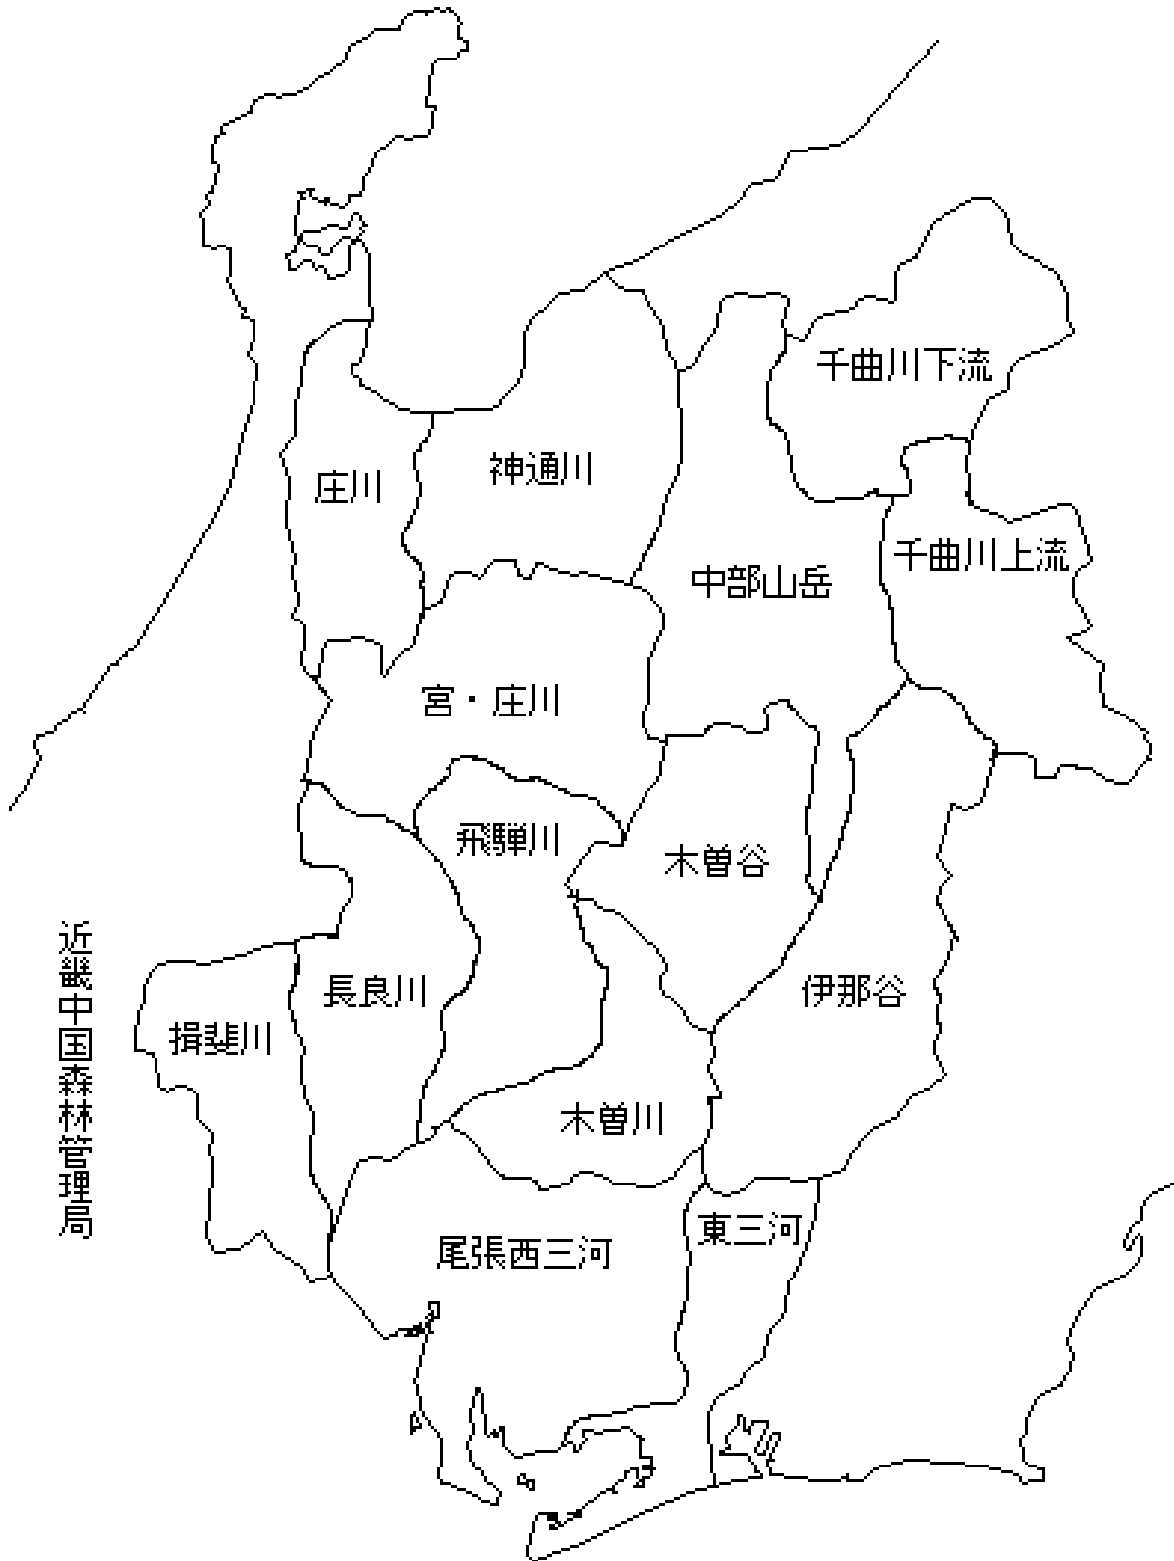 千曲川下流
神通川
庄川
千曲川上流
中部山岳
宮・庄川
飛騨川
木曽谷
近畿中国森林管理局
長良川
伊那谷
揖斐川
木曽川
東三河
尾張西三河